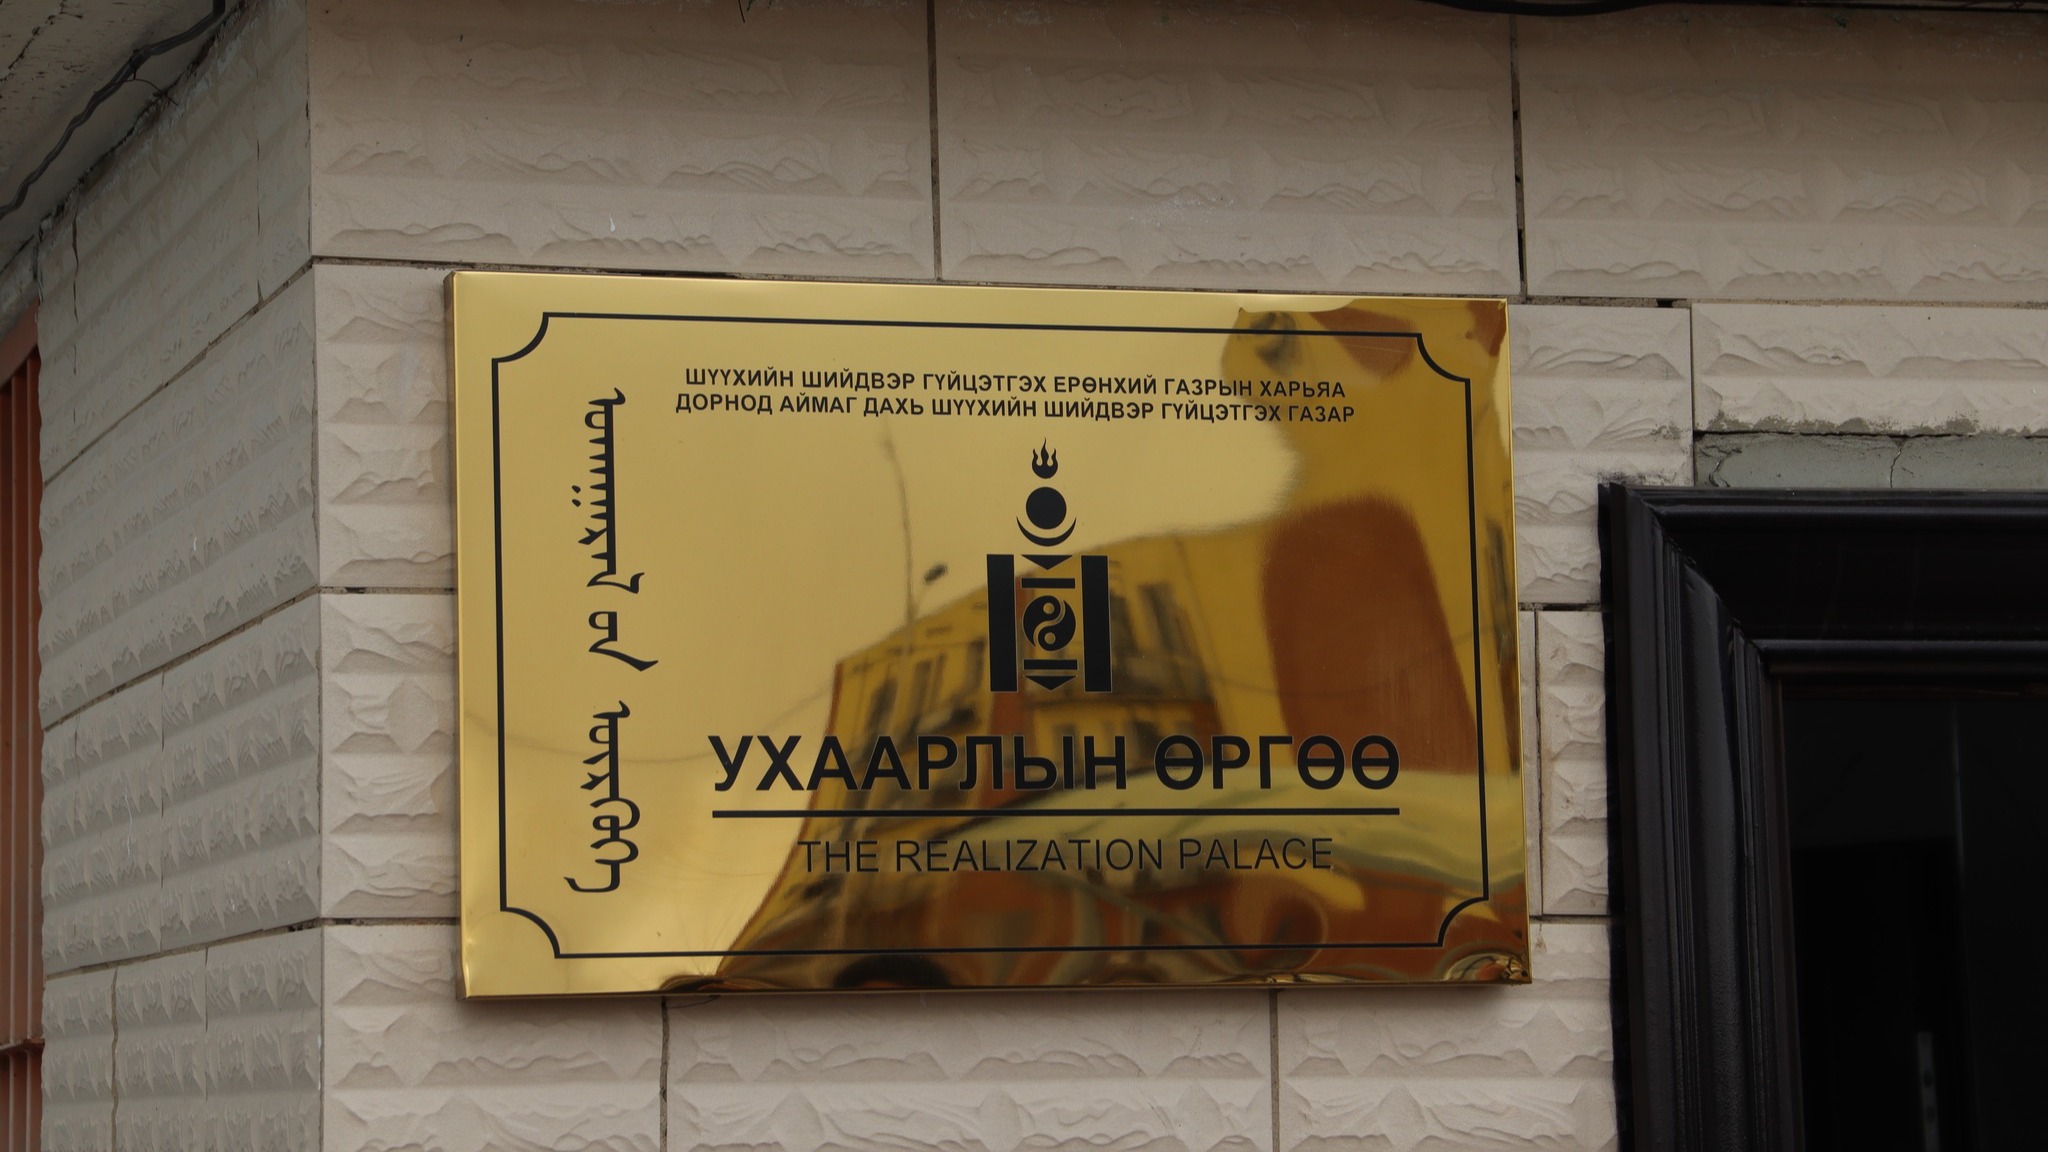 ШҮҮХИЙН ШИЙДВЭР ГҮЙЦЭТГЭХ ЕРӨНХИЙ ГАЗРЫН ХАРЬЯА
ДОРНОД АЙМАГ ДАХЬ ШҮҮХИЙН ШИЙДВЭР ГҮЙЦЭТГЭХ ГАЗАР
УХААРЛЫН ӨРГӨӨ
THE REALIZATION PALACE